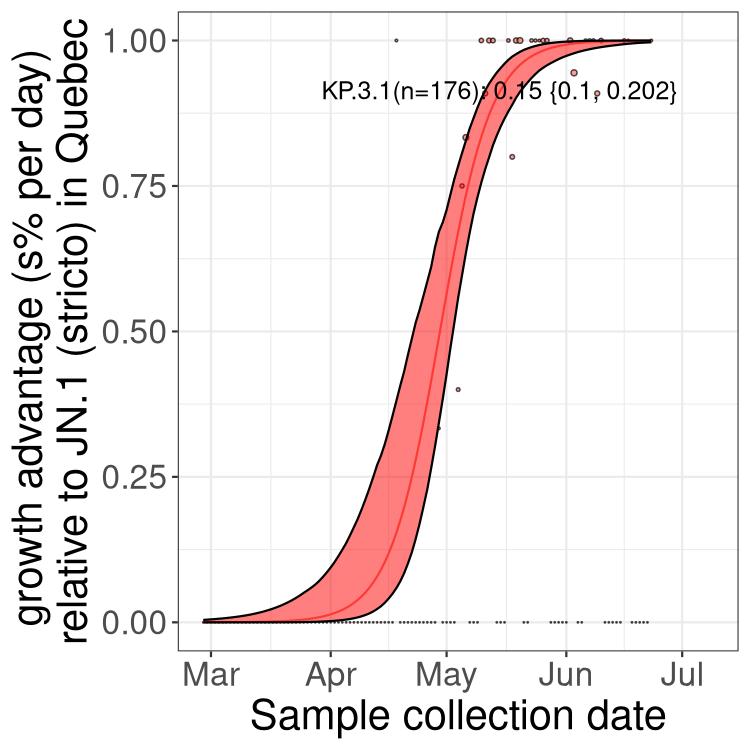 growth advantage (s% per day)
relative to JN.1 (stricto) in Quebec
1.00
0.75
0.50
0.25
0.00
KP.3.1(n=176): 0.15 {0.1, 0.202}
Mar Apr May Jun Jul
Sample collection date